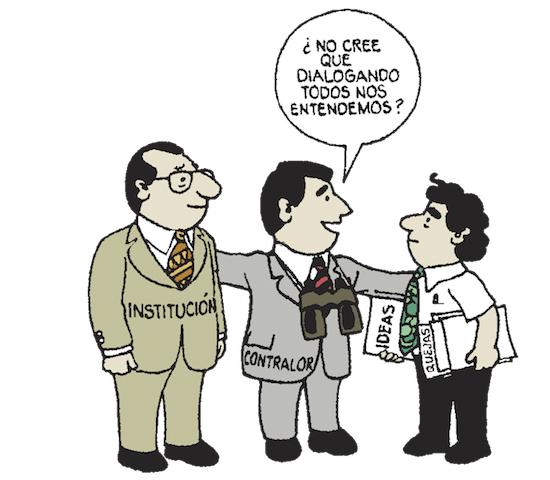 ¿ NO CREE
QUE
DIALOGANDO
TODOS NOS
ENTENDEMOS ?
INSTITUCIÓN
CONTRALOR
IDEAS
QUEJAS